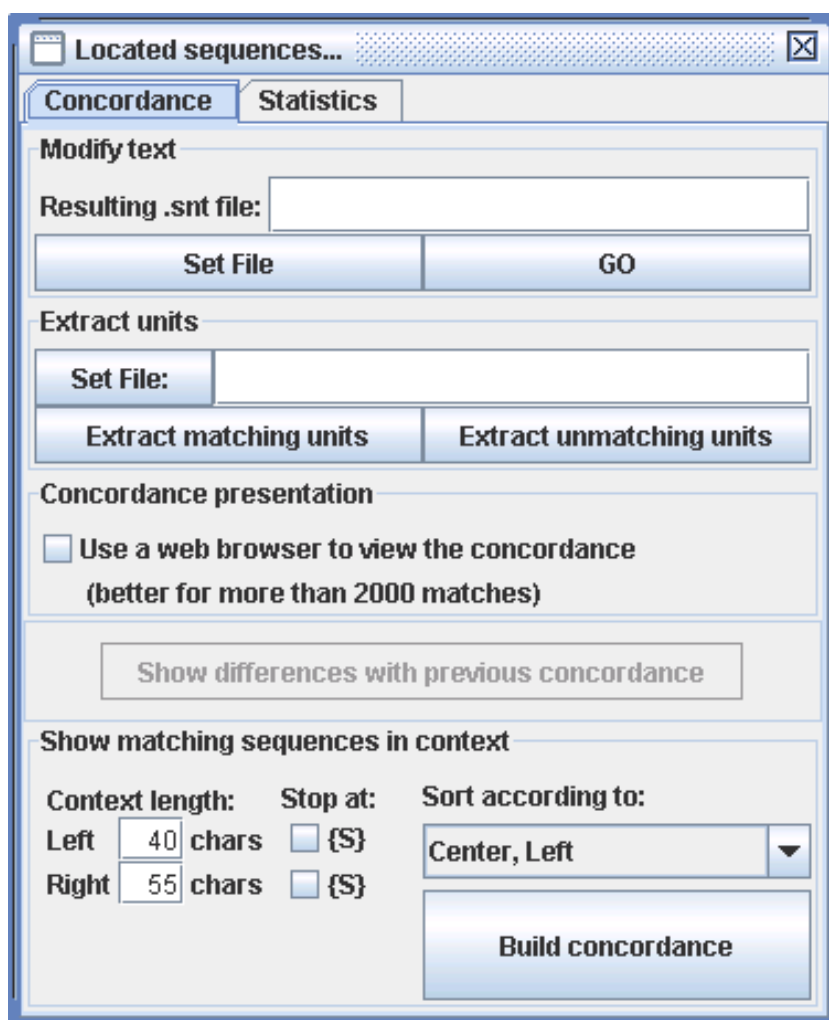 Located sequences...
Concordance Statistics
Modify text
Resulting .snt file:
Set File GO
Extract units
Set File:
Extract matching units Extract unmatching units
Concordance presentation
Use a web browser to view the concordance
(better for more than 2000 matches)
Show differences with previous concordance
Show matching sequences in context
Context length: Stop at: Sort according to:
Left 40 chars {S} Center, Left
Right 55 chars {S}
Build concordance